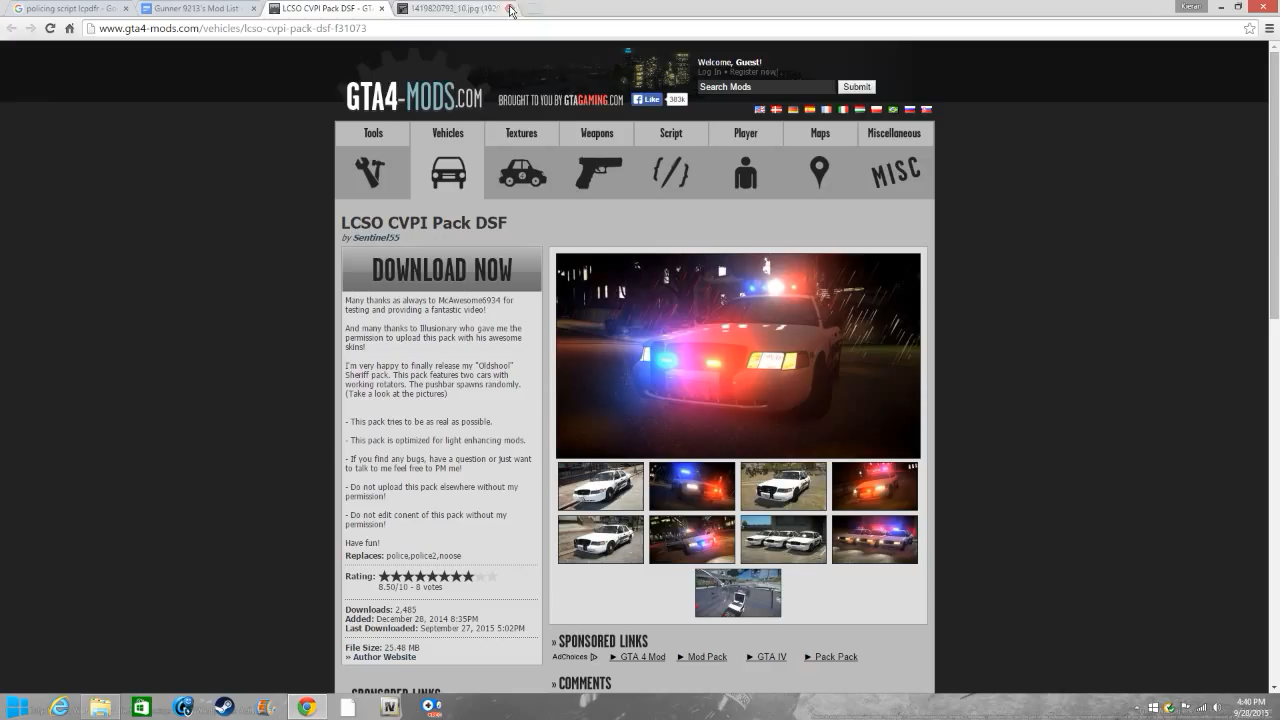 policing script lcpdfr - G
Gunner 9213's Mod List
LCSO CVPI Pack DSF - GT
1419820793_10.jpg (192
Kieran
www.gta4-mods.com/vehicles/lcso-cvpi-pack-dsf-f31073
GTA4-MODS.COM
BROUGHT TO YOU BY GTAGAMING.COM
Like 383k
Welcome, Guest!
Log In • Register now!
Search Mods
Submit
Tools Vehicles Textures Weapons Script Player Maps Miscellaneous
MISC
LCSO CVPI Pack DSF
by Sentinel55
DOWNLOAD NOW
Many thanks as always to McAwesome6934 for
testing and providing a fantastic video!
And many thanks to Illusionary who gave me the
permission to upload this pack with his awesome
skins!
I'm very happy to finally release my "Oldshool"
Sheriff pack. This pack features two cars with
working rotators. The pushbar spawns randomly.
(Take a look at the pictures)
- This pack tries to be as real as possible.
- This pack is optimized for light enhancing mods.
- If you find any bugs, have a question or just want
to talk to me feel free to PM me!
- Do not upload this pack elsewhere without my
permission!
- Do not edit conent of this pack without my
permission!
Have fun!
Replaces: police,police2,noose
Rating:
8.50/10 - 8 votes
Downloads: 2,485
Added: December 28, 2014 8:35PM
Last Downloaded: September 27, 2015 5:02PM
File Size: 25.48 MB
» Author Website
» SPONSORED LINKS
AdChoices ► GTA 4 Mod ► Mod Pack ► GTA IV ► Pack Pack
» COMMENTS
» SPONSORED LINKS
IV
4:40 PM
9/28/2015